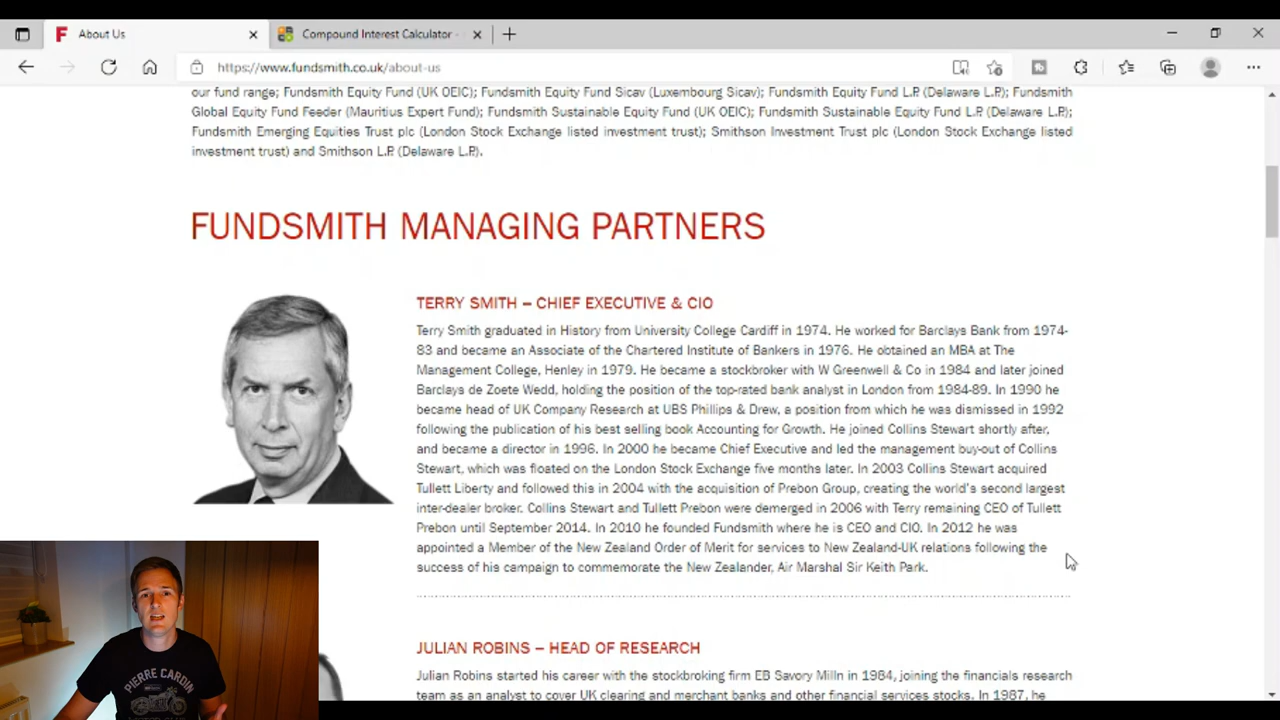 About Us
Compound Interest Calculator -
https://www.fundsmith.co.uk/about-us
our fund range; Fundsmith Equity Fund (UK OEIC); Fundsmith Equity Fund Sicav (Luxembourg Sicav); Fundsmith Equity Fund L.P. (Delaware L.P.); Fundsmith
Global Equity Fund Feeder (Mauritius Expert Fund); Fundsmith Sustainable Equity Fund (UK OEIC); Fundsmith Sustainable Equity Fund L.P. (Delaware L.P.);
Fundsmith Emerging Equities Trust plc (London Stock Exchange listed investment trust); Smithson Investment Trust plc (London Stock Exchange listed
investment trust) and Smithson L.P. (Delaware L.P.).
FUNDSMITH MANAGING PARTNERS
TERRY SMITH – CHIEF EXECUTIVE & CIO
Terry Smith graduated in History from University College Cardiff in 1974. He worked for Barclays Bank from 1974-
83 and became an Associate of the Chartered Institute of Bankers in 1976. He obtained an MBA at The
Management College, Henley in 1979. He became a stockbroker with W Greenwell & Co in 1984 and later joined
Barclays de Zoete Wedd, holding the position of the top-rated bank analyst in London from 1984-89. In 1990 he
became head of UK Company Research at UBS Phillips & Drew, a position from which he was dismissed in 1992
following the publication of his best selling book Accounting for Growth. He joined Collins Stewart shortly after,
and became a director in 1996. In 2000 he became Chief Executive and led the management buy-out of Collins
Stewart, which was floated on the London Stock Exchange five months later. In 2003 Collins Stewart acquired
Tullett Liberty and followed this in 2004 with the acquisition of Prebon Group, creating the world's second largest
inter-dealer broker. Collins Stewart and Tullett Prebon were demerged in 2006 with Terry remaining CEO of Tullett
Prebon until September 2014. In 2010 he founded Fundsmith where he is CEO and CIO. In 2012 he was
appointed a Member of the New Zealand Order of Merit for services to New Zealand-UK relations following the
success of his campaign to commemorate the New Zealander, Air Marshal Sir Keith Park.
JULIAN ROBINS – HEAD OF RESEARCH
Julian Robins started his career with the stockbroking firm EB Savory Milln in 1984, joining the financials research
team as an analyst to cover UK clearing and merchant banks and other financial services stocks. In 1987, he
PIERRE CARDIN